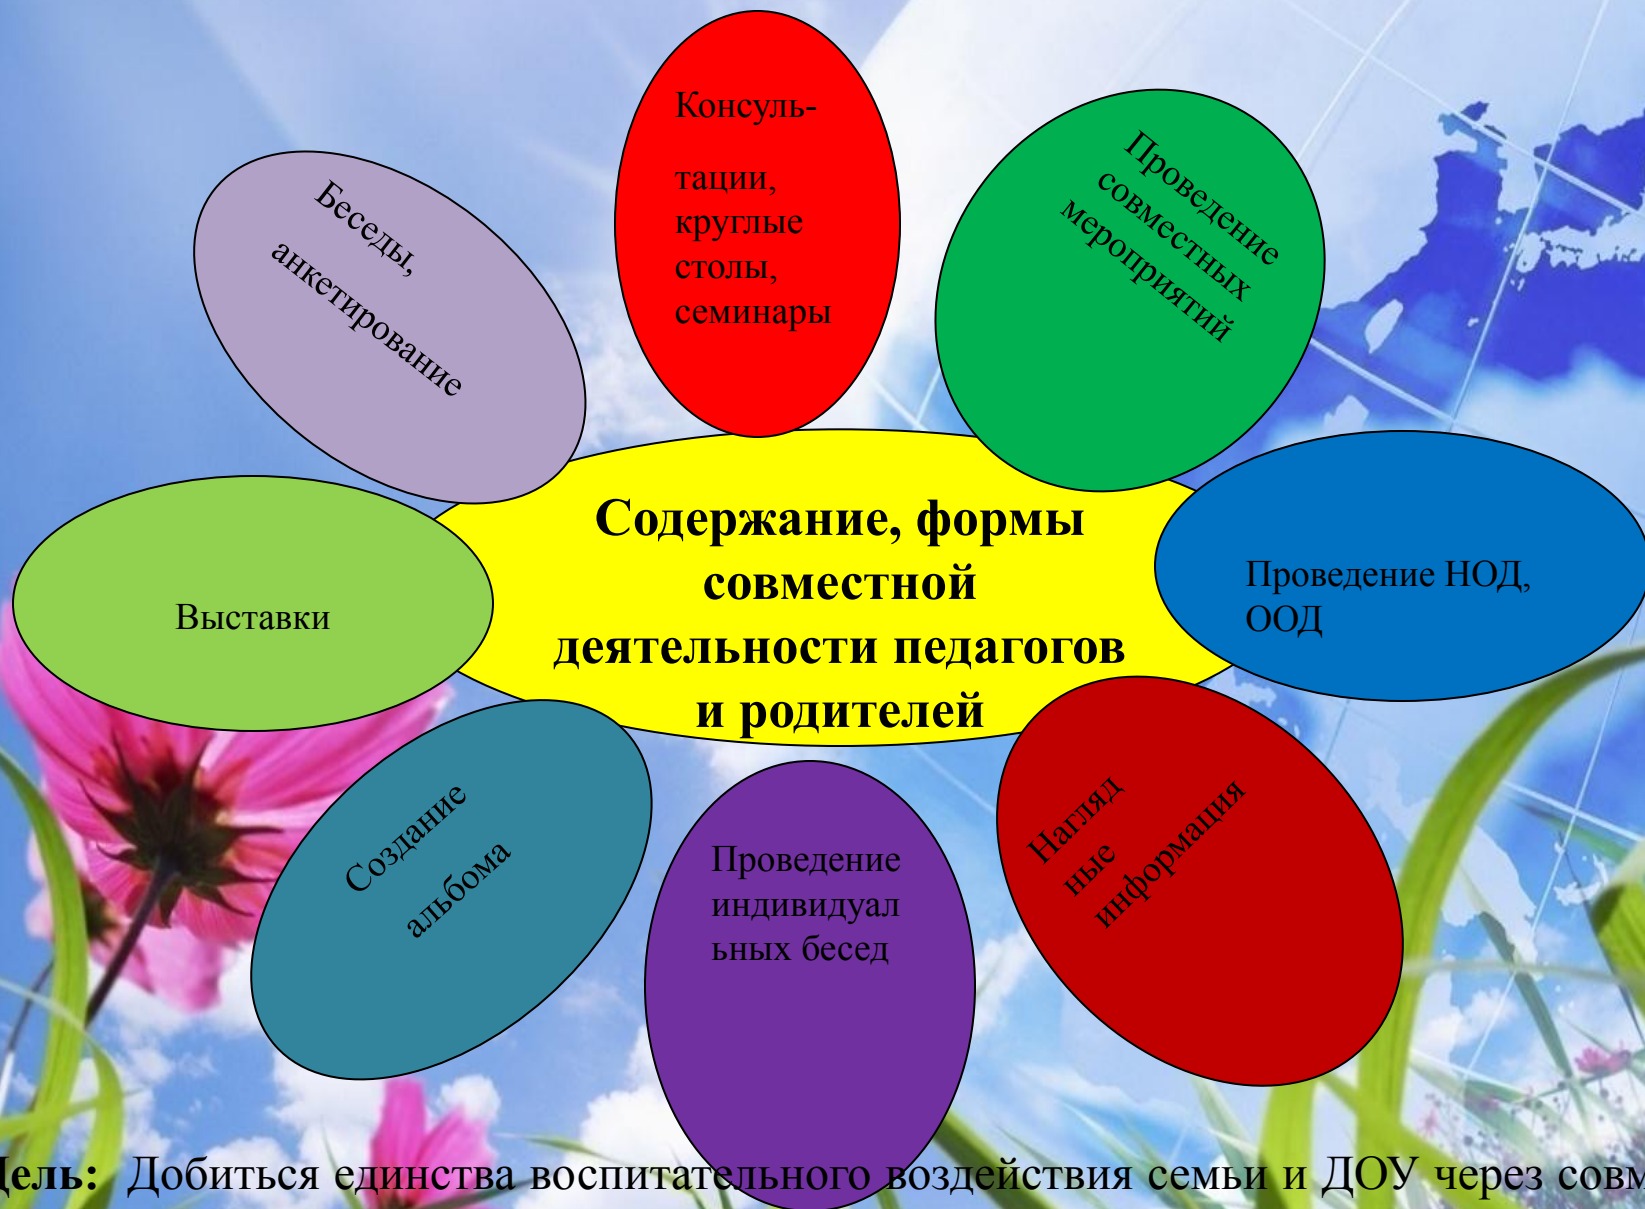 Консуль-
тации,
круглые
столы,
семинары
Проведение
совместных
мероприятий
Беседы,
анкетирование
Содержание, формы
совместной
деятельности педагогов
и родителей
Проведение НОД,
ООД
Выставки
Нагляд
ные
информация
Создание
альбома
Проведение
индивидуал
ьных бесед
Цель: Добиться единства воспитательного воздействия семьи и ДОУ через совм